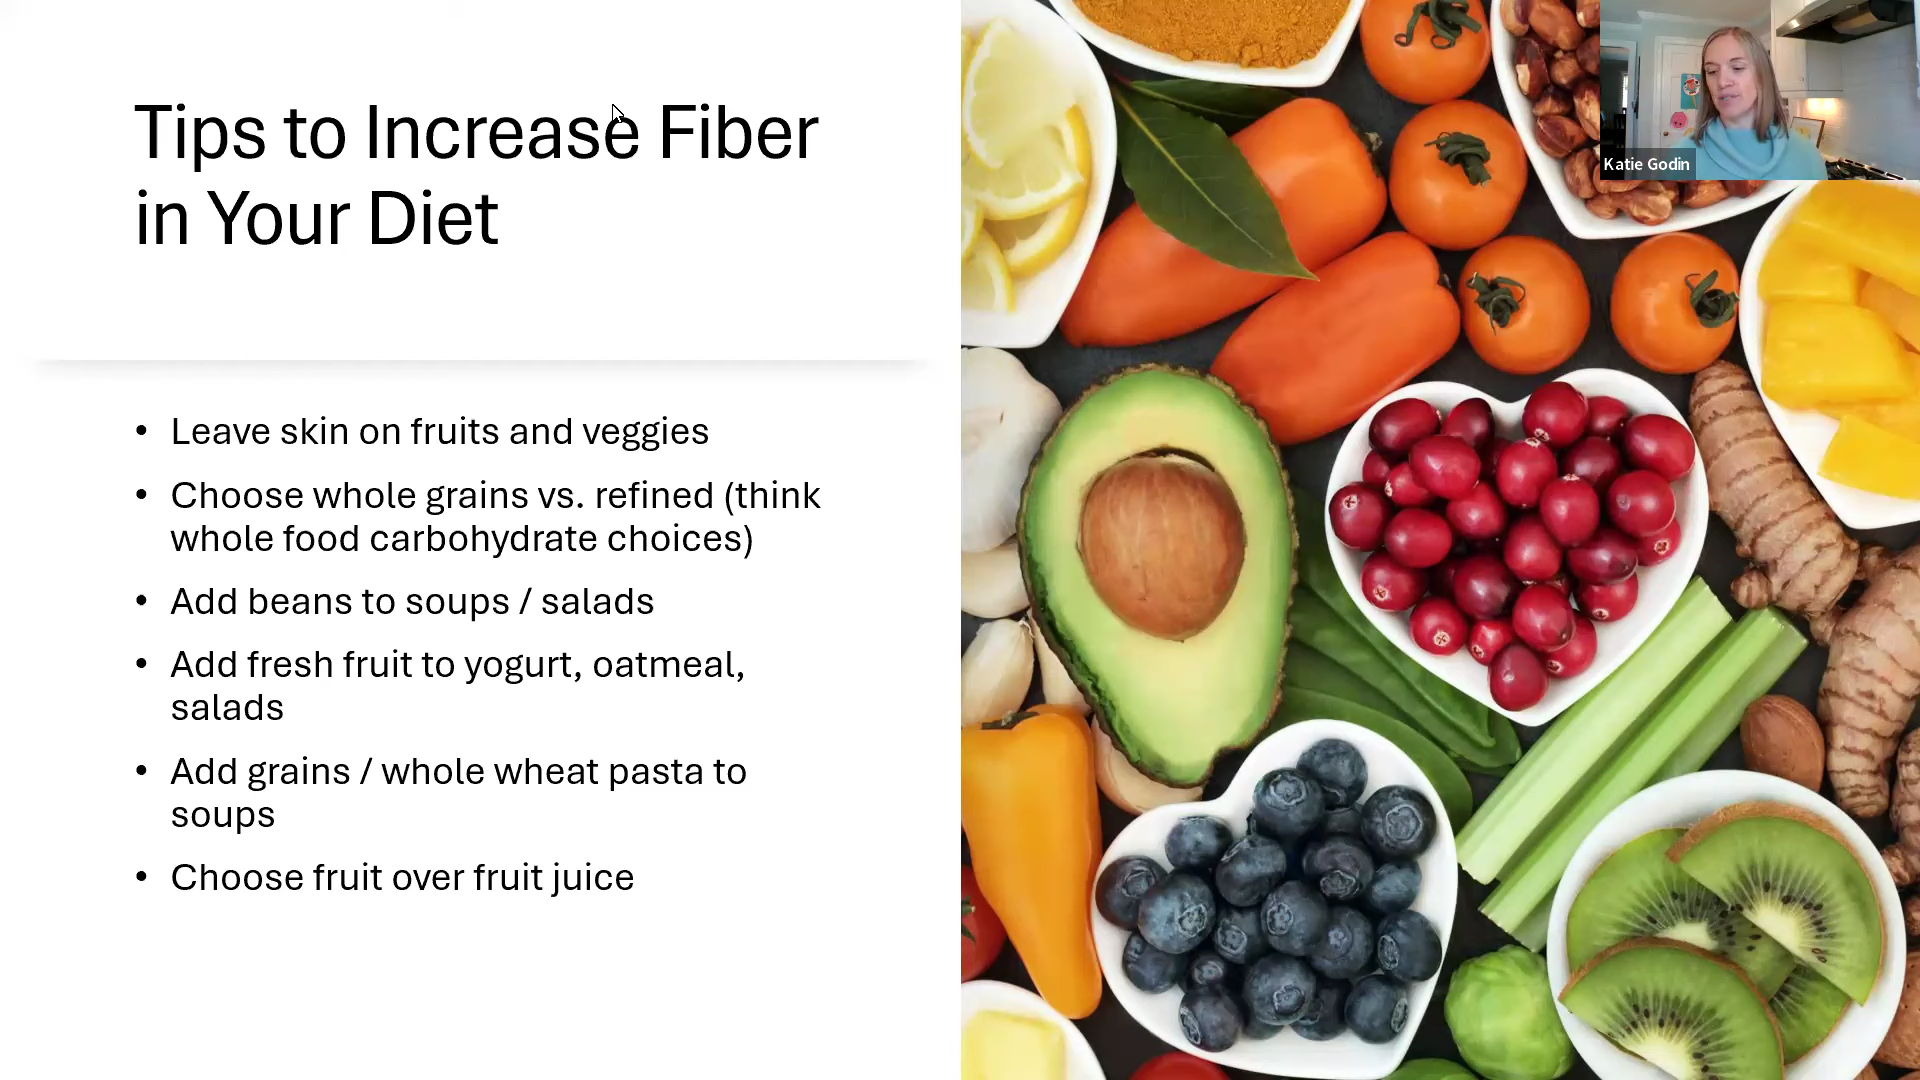 Tips to Increase Fiber
in Your Diet
• Leave skin on fruits and veggies
• Choose whole grains vs. refined (think
whole food carbohydrate choices)
• Add beans to soups / salads
• Add fresh fruit to yogurt, oatmeal,
salads
• Add grains / whole wheat pasta to
soups
• Choose fruit over fruit juice
Katie Godin